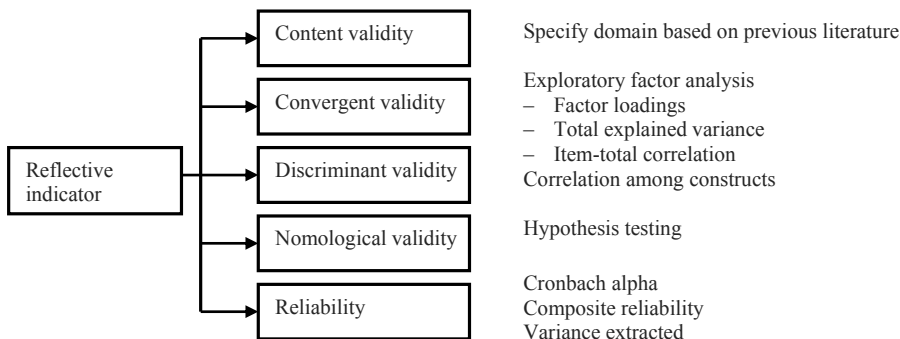 Content validity
Specify domain based on previous literature
Exploratory factor analysis
Convergent validity
– Factor loadings
– Total explained variance
– Item-total correlation
Reflective
indicator
Discriminant validity
Correlation among constructs
Nomological validity
Hypothesis testing
Cronbach alpha
Reliability
Composite reliability
Variance extracted